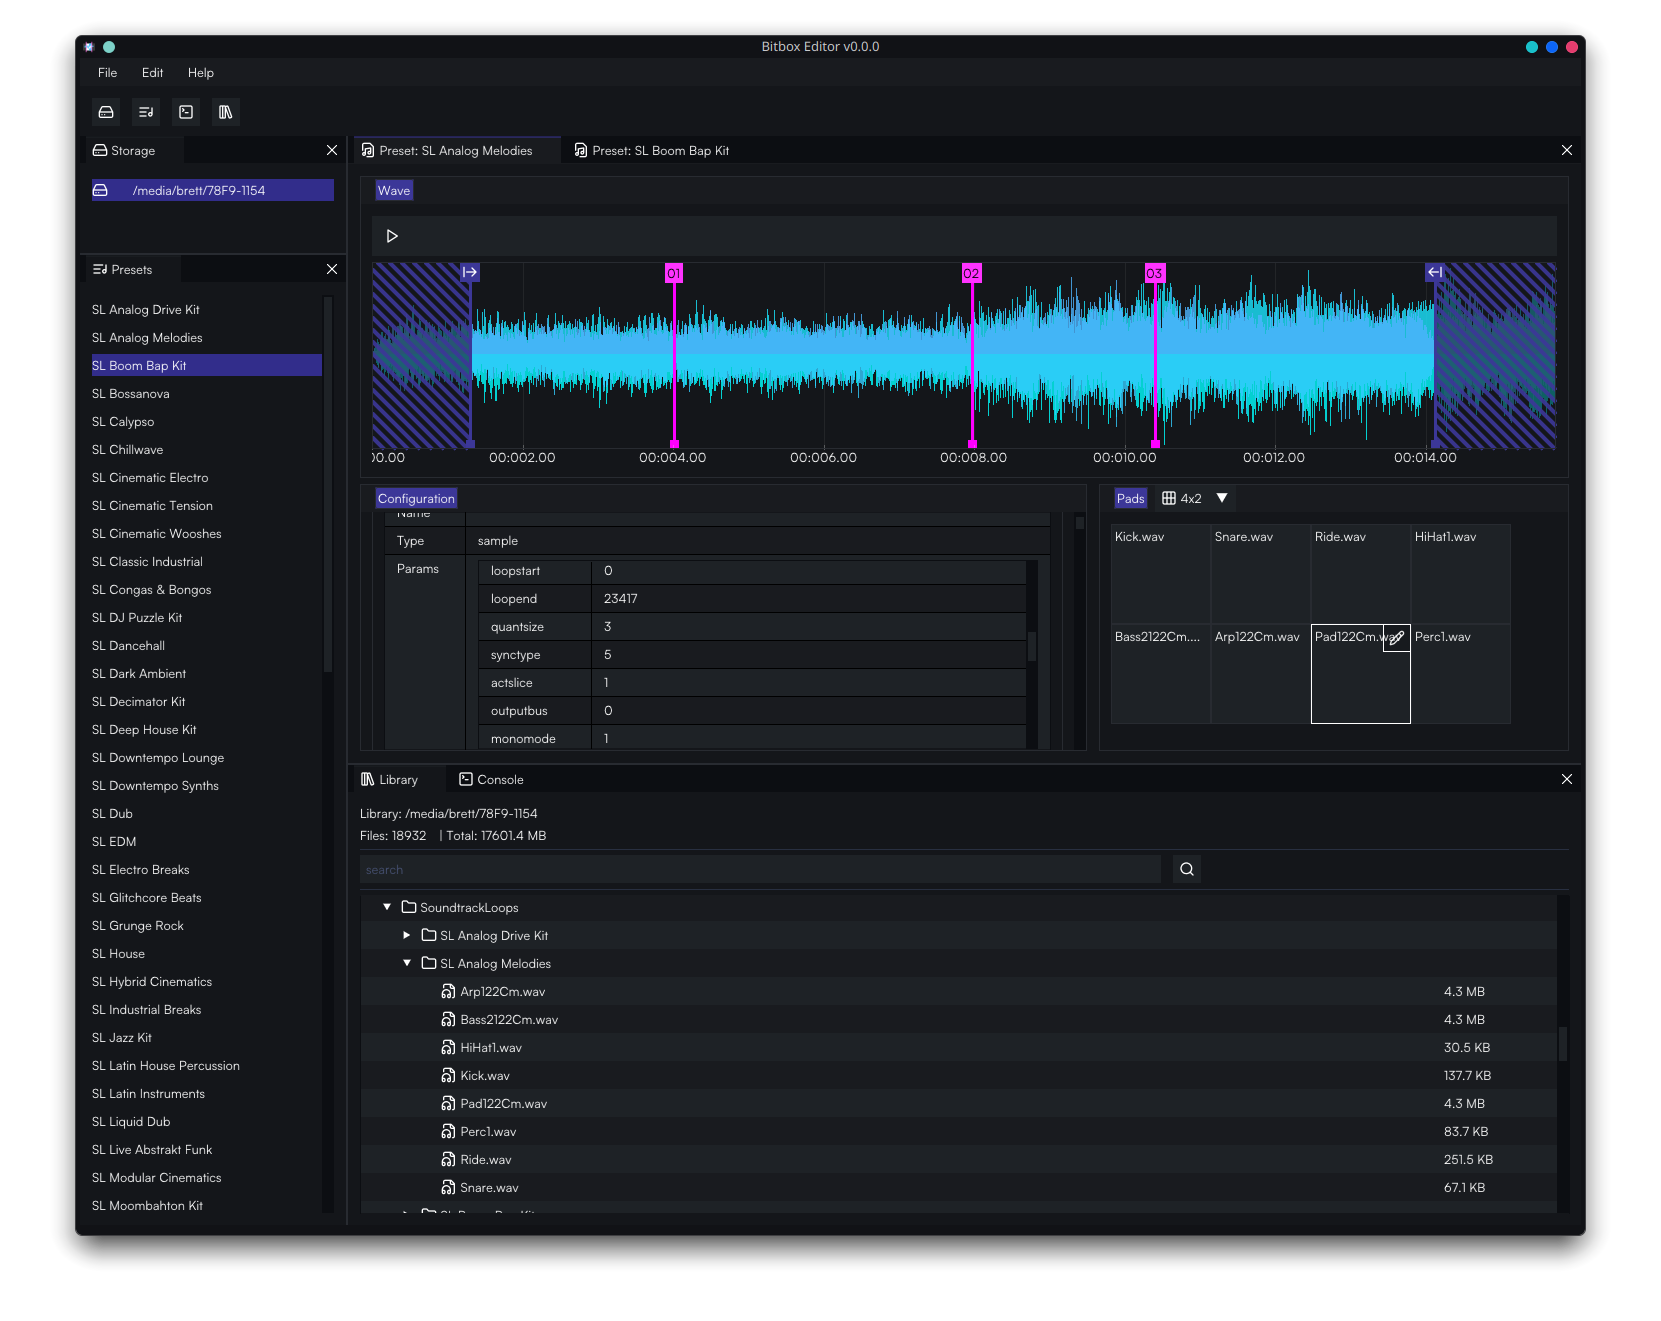 Bitbox Editor v0.0.0
File Edit Help
Storage
/media/brett/78F9-1154
Presets
SL Analog Drive Kit
SL Analog Melodies
SL Boom Bap Kit
SL Bossanova
SL Calypso
SL Chillwave
SL Cinematic Electro
SL Cinematic Tension
SL Cinematic Wooshes
SL Classic Industrial
SL Congas & Bongos
SL DJ Puzzle Kit
SL Dancehall
SL Dark Ambient
SL Decimator Kit
SL Deep House Kit
SL Downtempo Lounge
SL Downtempo Synths
SL Dub
SL EDM
SL Electro Breaks
SL Glitchcore Beats
SL Grunge Rock
SL House
SL Hybrid Cinematics
SL Industrial Breaks
SL Jazz Kit
SL Latin House Percussion
SL Latin Instruments
SL Liquid Dub
SL Live Abstrakt Funk
SL Modular Cinematics
SL Moombahton Kit
Preset: SL Analog Melodies Preset: SL Boom Bap Kit
Wave
01 02 03
00.00 00:002.00 00:004.00 00:006.00 00:008.00 00:010.00 00:012.00 00:014.00
Configuration
Name
Type sample
Params
loopstart 0
loopend 23417
quantsize 3
synctype 5
actslice 1
outputbus 0
monomode 1
Pads 4x2
Kick.wav Snare.wav Ride.wav HiHat1.wav
Bass2122Cm.... Arp122Cm.wav Pad122Cm.wav Perc1.wav
Library Console
Library: /media/brett/78F9-1154
Files: 18932 | Total: 17601.4 MB
search
SoundtrackLoops
SL Analog Drive Kit
SL Analog Melodies
Arp122Cm.wav 4.3 MB
Bass2122Cm.wav 4.3 MB
HiHat1.wav 30.5 KB
Kick.wav 137.7 KB
Pad122Cm.wav 4.3 MB
Perc1.wav 83.7 KB
Ride.wav 251.5 KB
Snare.wav 67.1 KB